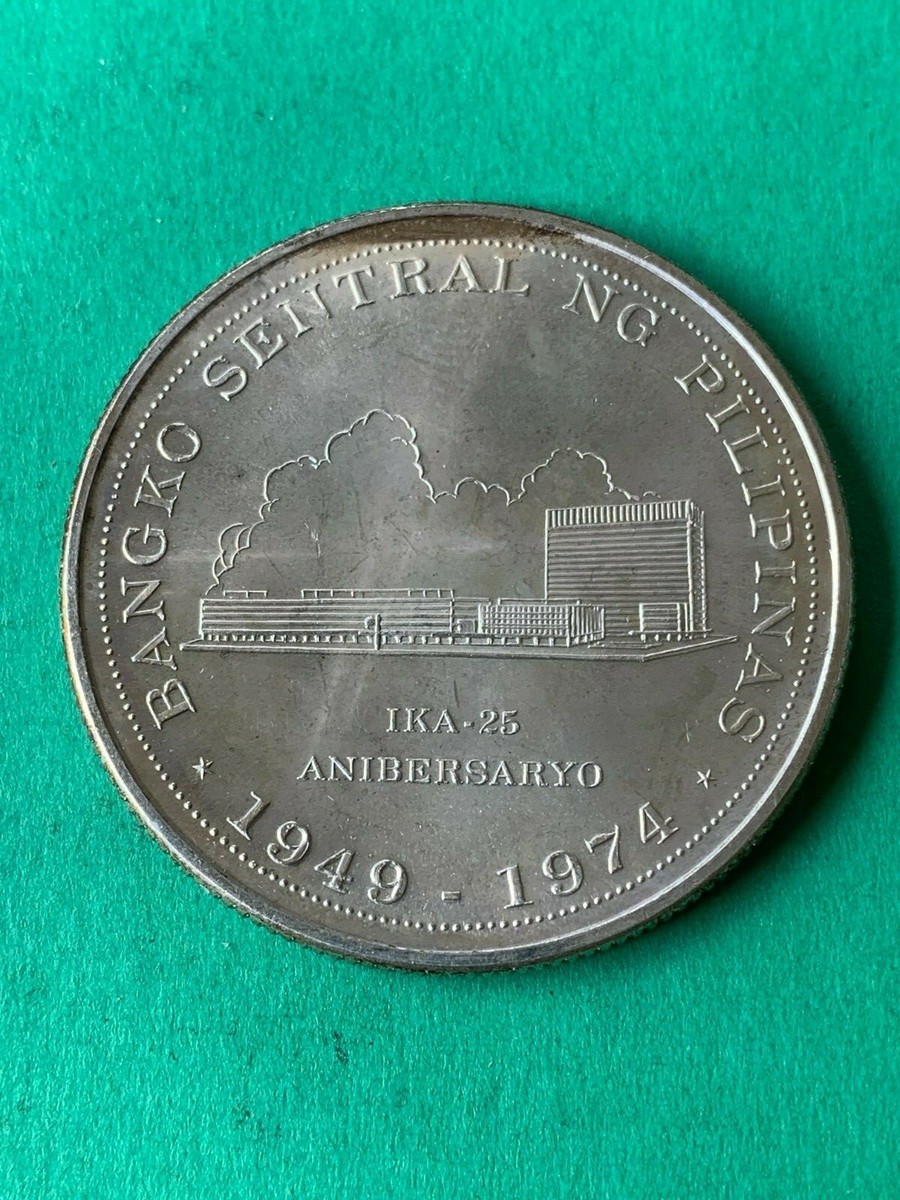 BANGKO SENTRAL NG PILIPINAS
IKA-25
ANIBERSARYO
1949 - 1974